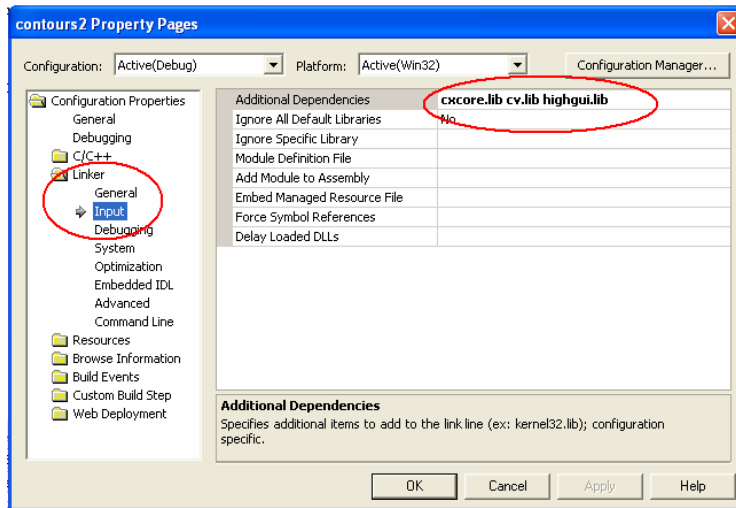 contours2 Property Pages
Configuration: Active(Debug) Platform: Active(Win32) Configuration Manager...
Configuration Properties
General
Debugging
C/C++
Linker
General
Input
Debugging
System
Optimization
Embedded IDL
Advanced
Command Line
Resources
Browse Information
Build Events
Custom Build Step
Web Deployment
Additional Dependencies cxcore.lib cv.lib highgui.lib
Ignore All Default Libraries No
Ignore Specific Library
Module Definition File
Add Module to Assembly
Embed Managed Resource File
Force Symbol References
Delay Loaded DLLs
Additional Dependencies
Specifies additional items to add to the link line (ex: kernel32.lib); configuration
specific.
OK Cancel Apply Help